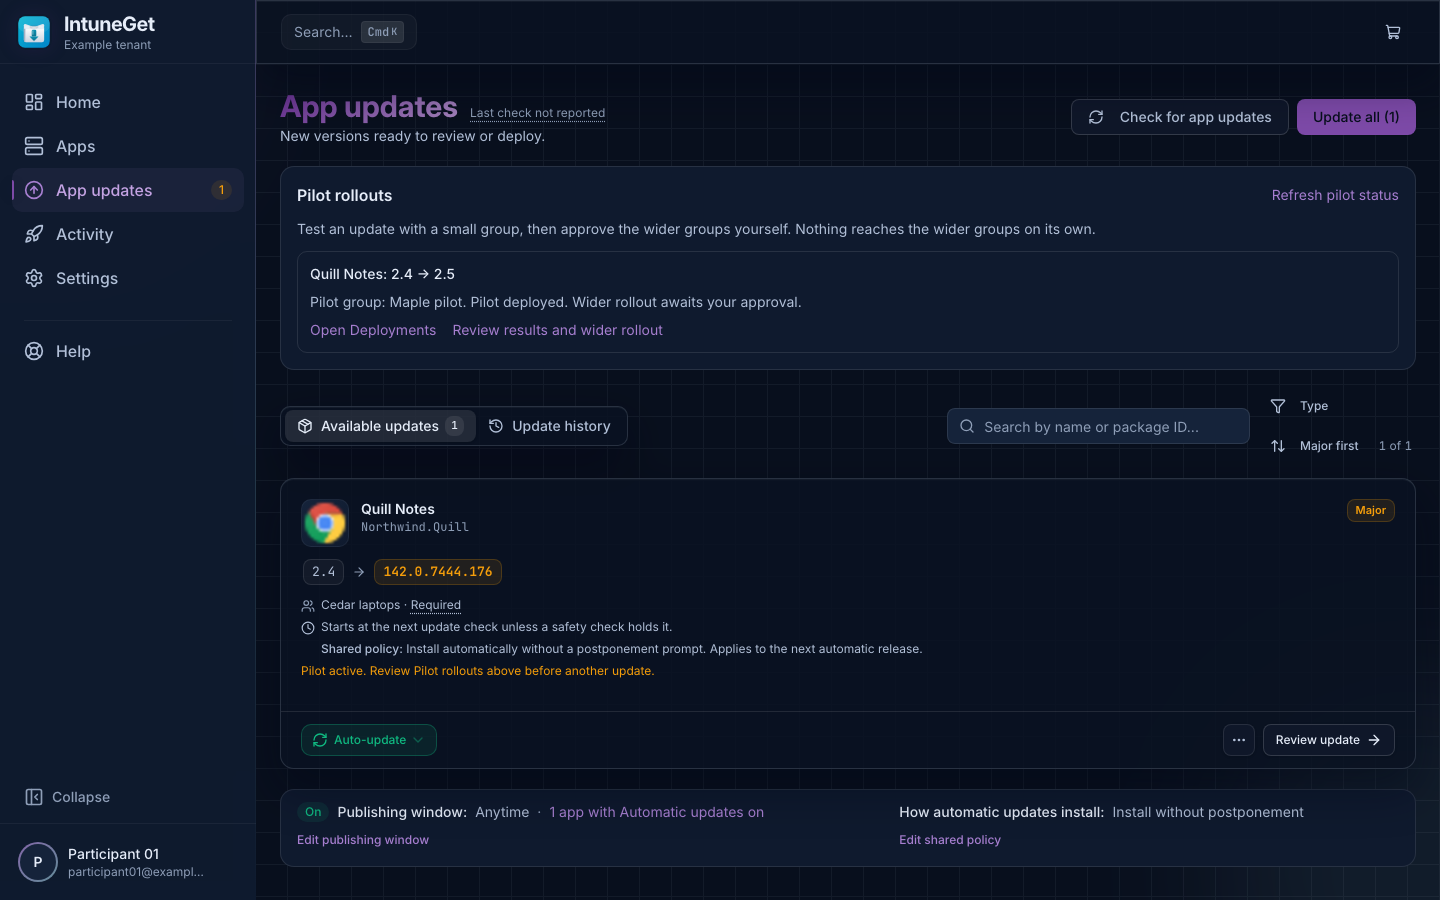 IntuneGet
Example tenant
Search... Cmd K
Home
Apps
App updates 1
Activity
Settings
Help
Collapse
P
Participant 01
participant01@exampl...
App updates Last check not reported
New versions ready to review or deploy.
Check for app updates
Update all (1)
Pilot rollouts
Refresh pilot status
Test an update with a small group, then approve the wider groups yourself. Nothing reaches the wider groups on its own.
Quill Notes: 2.4 → 2.5
Pilot group: Maple pilot. Pilot deployed. Wider rollout awaits your approval.
Open Deployments Review results and wider rollout
Available updates 1 Update history
Search by name or package ID...
Type
Major first 1 of 1
Quill Notes
Northwind.Quill
Major
2.4 → 142.0.7444.176
Cedar laptops · Required
Starts at the next update check unless a safety check holds it.
Shared policy: Install automatically without a postponement prompt. Applies to the next automatic release.
Pilot active. Review Pilot rollouts above before another update.
Auto-update
Review update →
On Publishing window: Anytime · 1 app with Automatic updates on
Edit publishing window
How automatic updates install: Install without postponement
Edit shared policy